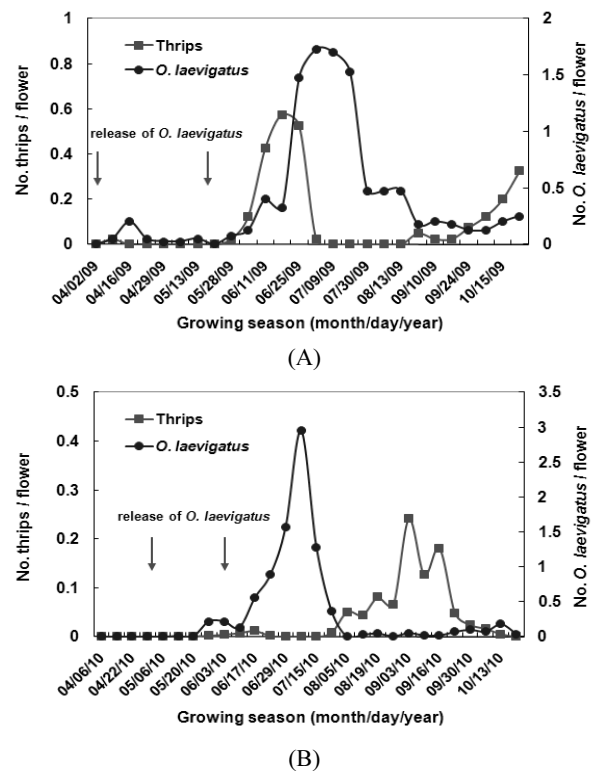 1
0.8
0.6
0.4
0.2
0
No. thrips / flower
Thrips
O. laevigatus
release of O. laevigatus
2
1.5
1
0.5
0
No. O. laevigatus / flower
04/02/09 04/16/09 04/29/09 05/13/09 05/28/09 06/11/09 06/25/09 07/09/09 07/30/09 08/13/09 09/10/09 09/24/09 10/15/09
Growing season (month/day/year)
(A)
0.5
0.4
0.3
0.2
0.1
0
No. thrips / flower
Thrips
O. laevigatus
release of O. laevigatus
3.5
3
2.5
2
1.5
1
0.5
0
No. O. laevigatus / flower
04/06/10 04/22/10 05/06/10 05/20/10 06/03/10 06/17/10 06/29/10 07/15/10 08/05/10 08/19/10 09/03/10 09/16/10 09/30/10 10/13/10
Growing season (month/day/year)
(B)